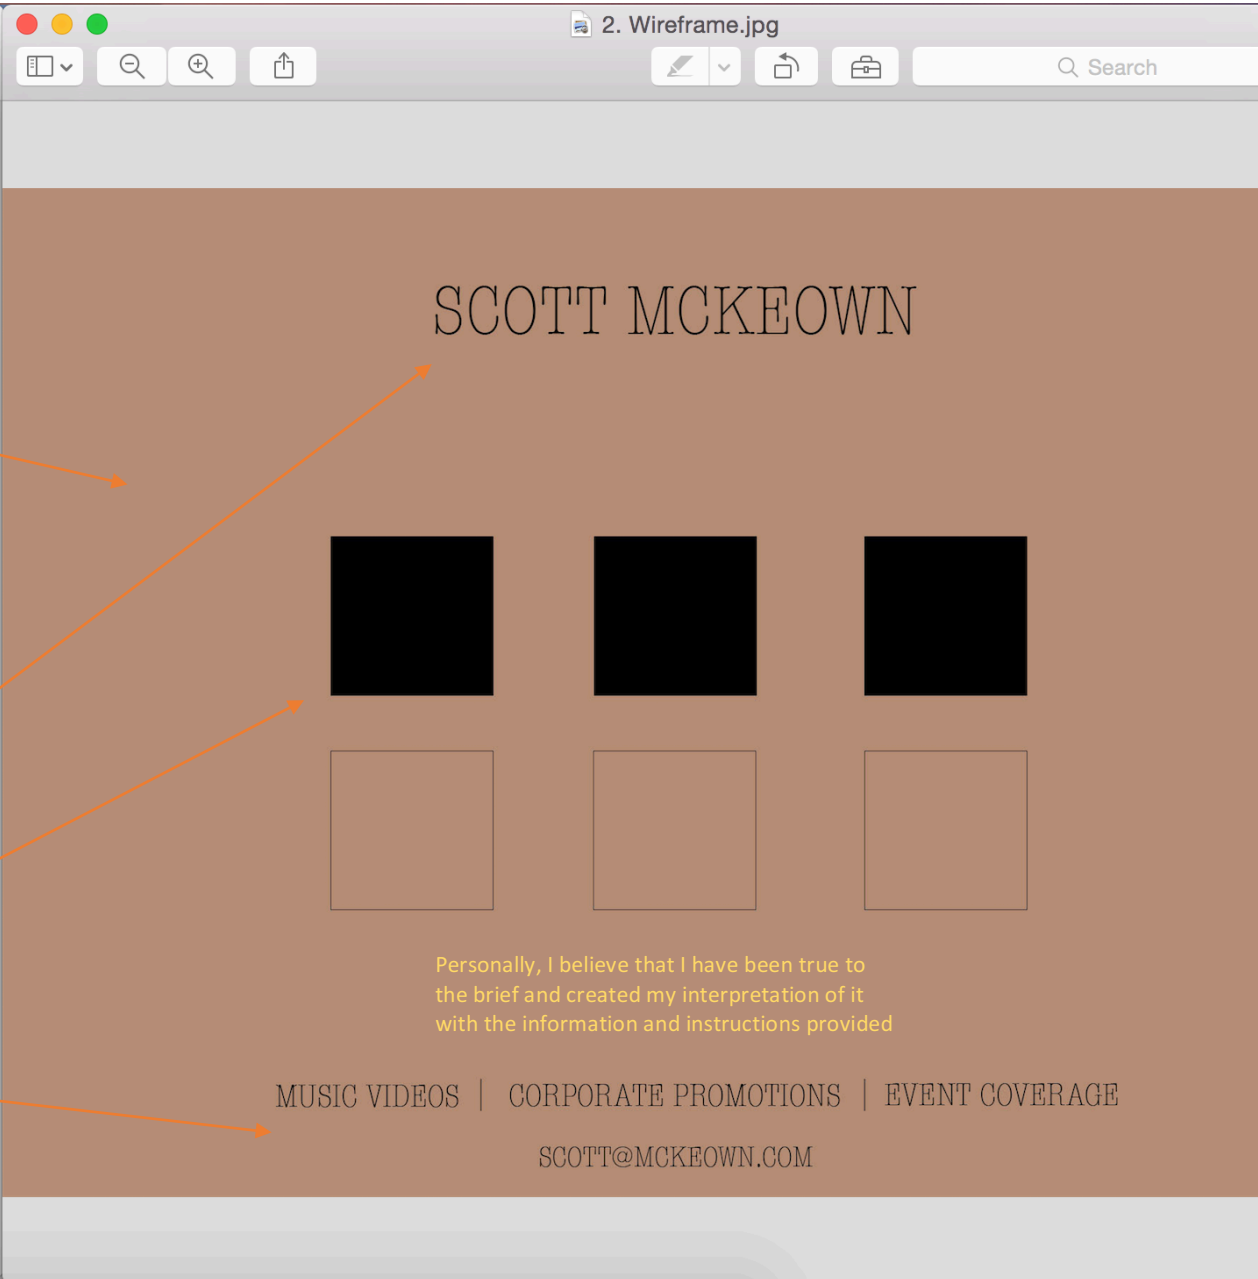 2. Wireframe.jpg
Search
SCOTT MCKEOWN
Personally, I believe that I have been true to
the brief and created my interpretation of it
with the information and instructions provided
MUSIC VIDEOS | CORPORATE PROMOTIONS | EVENT COVERAGE
SCOTT@MCKEOWN.COM